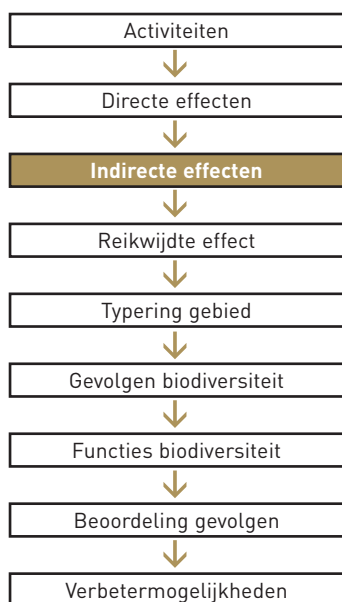 Activiteiten
Directe effecten
Indirecte effecten
Reikwijdte effect
Typering gebied
Gevolgen biodiversiteit
Functies biodiversiteit
Beoordeling gevolgen
Verbetermogelijkheden